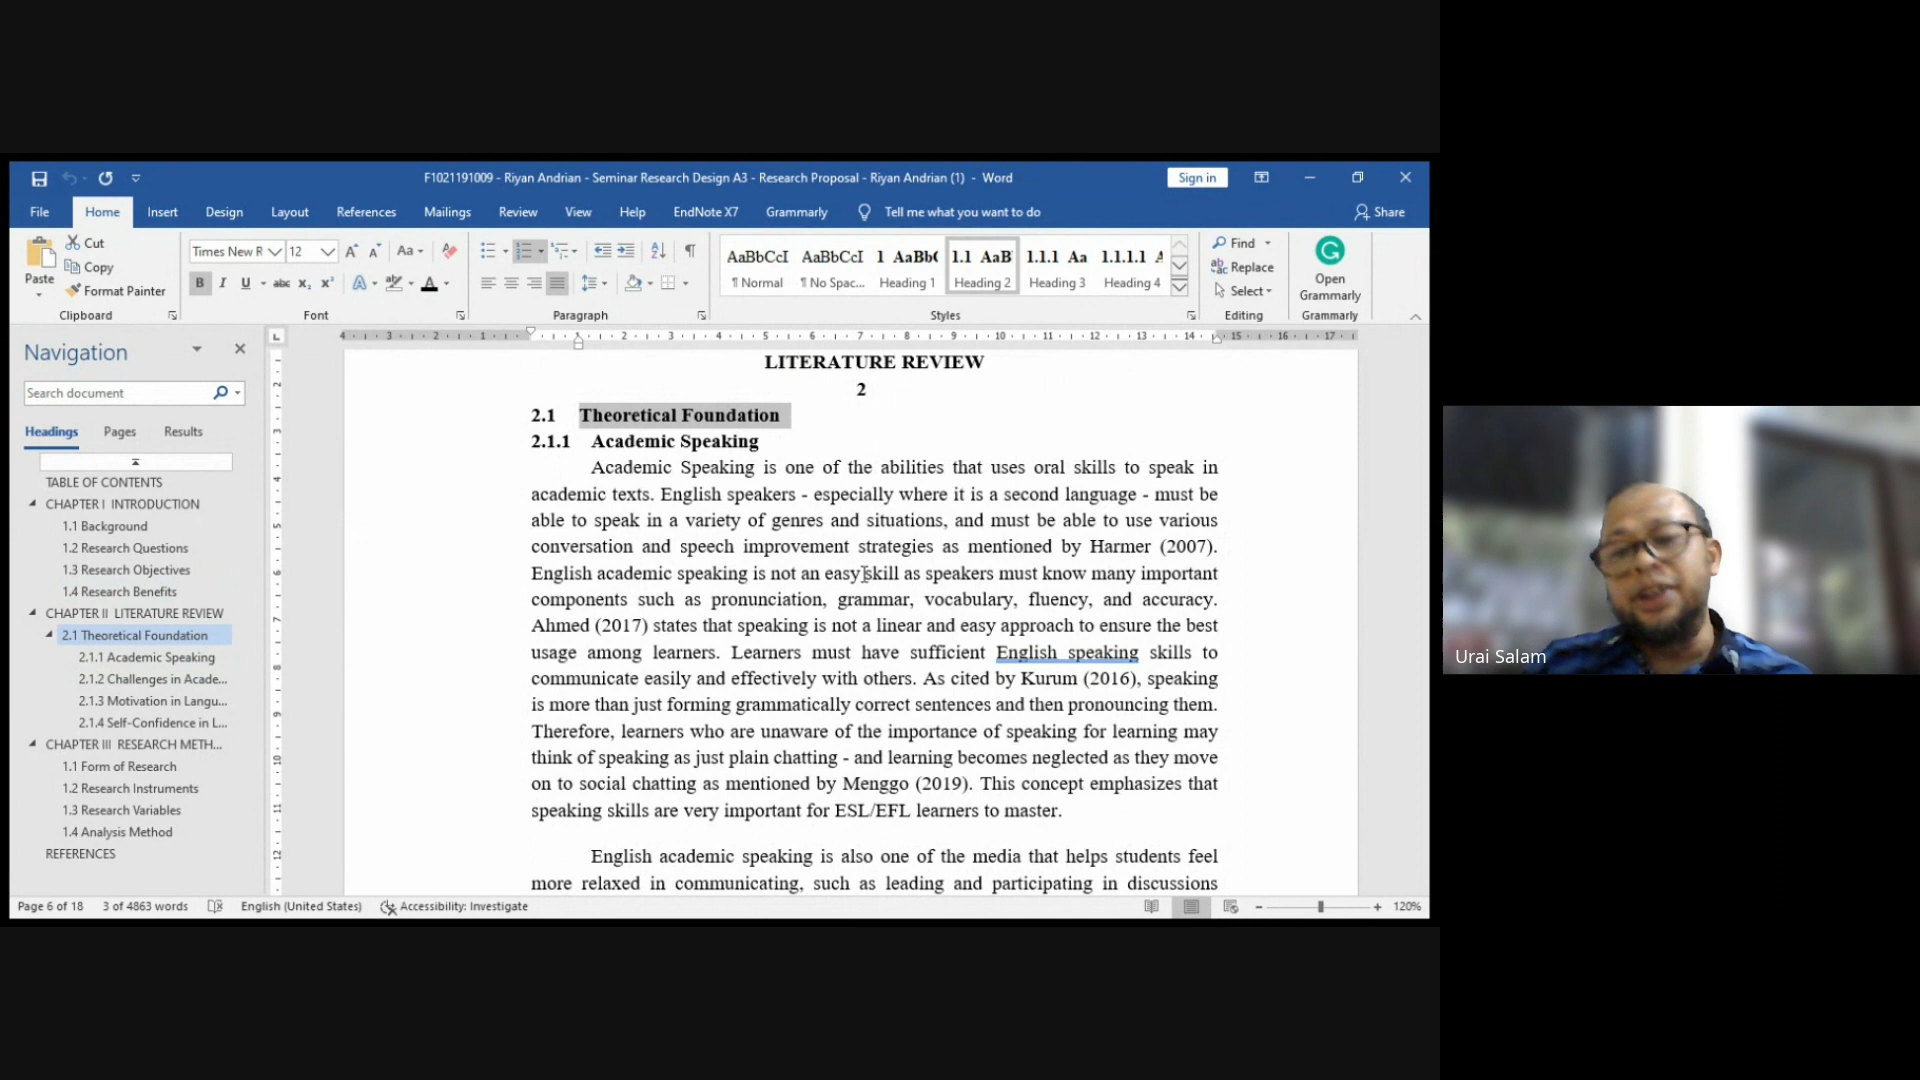 F1021191009 - Riyan Andrian - Seminar Research Design A3 - Research Proposal - Riyan Andrian (1) - Word
Sign in
File Home Insert Design Layout References Mailings Review View Help EndNote X7 Grammarly Tell me what you want to do Share
Paste
Cut
Copy
Format Painter
Clipboard
Times New R 12
Font
Paragraph
AaBbCcI AaBbCcI 1 AaBb( 1.1 AaB 1.1.1 Aa 1.1.1.1 A
¶ Normal ¶ No Spac... Heading 1 Heading 2 Heading 3 Heading 4
Styles
Find
Replace
Select
Editing
Open
Grammarly
Grammarly
Navigation
Search document
Headings Pages Results
TABLE OF CONTENTS
CHAPTER I INTRODUCTION
1.1 Background
1.2 Research Questions
1.3 Research Objectives
1.4 Research Benefits
CHAPTER II LITERATURE REVIEW
2.1 Theoretical Foundation
2.1.1 Academic Speaking
2.1.2 Challenges in Acade...
2.1.3 Motivation in Langu...
2.1.4 Self-Confidence in L...
CHAPTER III RESEARCH METH...
1.1 Form of Research
1.2 Research Instruments
1.3 Research Variables
1.4 Analysis Method
REFERENCES
LITERATURE REVIEW
2
2.1 Theoretical Foundation
2.1.1 Academic Speaking
Academic Speaking is one of the abilities that uses oral skills to speak in
academic texts. English speakers - especially where it is a second language - must be
able to speak in a variety of genres and situations, and must be able to use various
conversation and speech improvement strategies as mentioned by Harmer (2007).
English academic speaking is not an easy skill as speakers must know many important
components such as pronunciation, grammar, vocabulary, fluency, and accuracy.
Ahmed (2017) states that speaking is not a linear and easy approach to ensure the best
usage among learners. Learners must have sufficient English speaking skills to
communicate easily and effectively with others. As cited by Kurum (2016), speaking
is more than just forming grammatically correct sentences and then pronouncing them.
Therefore, learners who are unaware of the importance of speaking for learning may
think of speaking as just plain chatting - and learning becomes neglected as they move
on to social chatting as mentioned by Menggo (2019). This concept emphasizes that
speaking skills are very important for ESL/EFL learners to master.
English academic speaking is also one of the media that helps students feel
more relaxed in communicating, such as leading and participating in discussions
Page 6 of 18 3 of 4863 words English (United States) Accessibility: Investigate 120%
Urai Salam